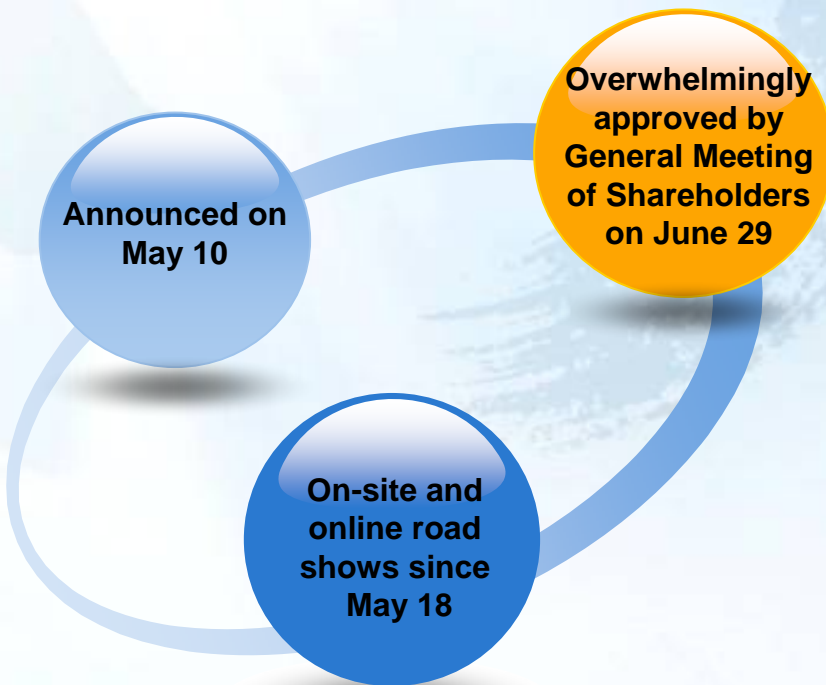 Announced on
May 10
On-site and
online road
shows since
May 18
Overwhelmingly
approved by
General Meeting
of Shareholders
on June 29